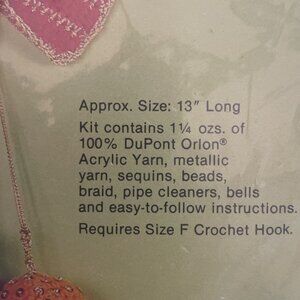 Approx. Size: 13" Long
Kit contains 1¼ ozs. of
100% DuPont Orlon®
Acrylic Yarn, metallic
yarn, sequins, beads,
braid, pipe cleaners, bells
and easy-to-follow instructions.
Requires Size F Crochet Hook.